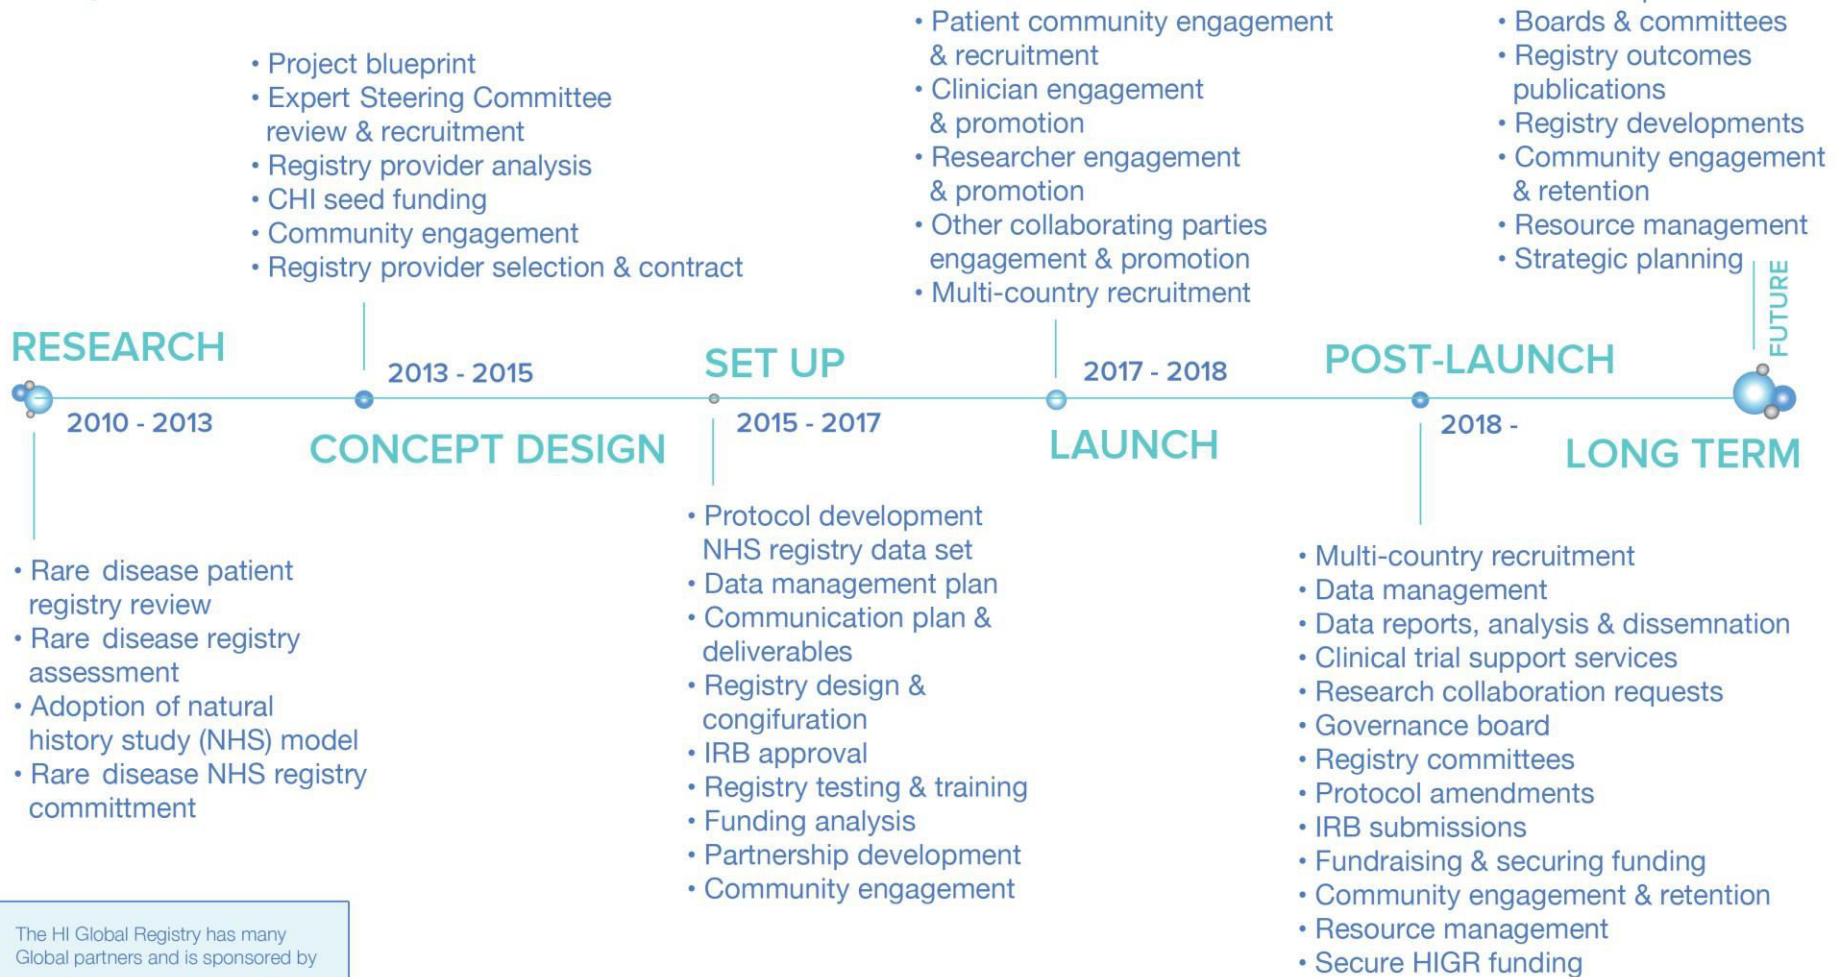 • Project blueprint
• Expert Steering Committee
review & recruitment
• Registry provider analysis
• CHI seed funding
• Community engagement
• Registry provider selection & contract
• Patient community engagement
& recruitment
• Clinician engagement
& promotion
• Researcher engagement
& promotion
• Other collaborating parties
engagement & promotion
• Multi-country recruitment
• Boards & committees
• Registry outcomes
publications
• Registry developments
• Community engagement
& retention
• Resource management
• Strategic planning
FUTURE
RESEARCH
2010 - 2013
2013 - 2015
CONCEPT DESIGN
SET UP
2015 - 2017
2017 - 2018
LAUNCH
POST-LAUNCH
2018 -
LONG TERM
• Rare disease patient
registry review
• Rare disease registry
assessment
• Adoption of natural
history study (NHS) model
• Rare disease NHS registry
committment
• Protocol development
NHS registry data set
• Data management plan
• Communication plan &
deliverables
• Registry design &
congifuration
• IRB approval
• Registry testing & training
• Funding analysis
• Partnership development
• Community engagement
• Multi-country recruitment
• Data management
• Data reports, analysis & dissemnation
• Clinical trial support services
• Research collaboration requests
• Governance board
• Registry committees
• Protocol amendments
• IRB submissions
• Fundraising & securing funding
• Community engagement & retention
• Resource management
• Secure HIGR funding
The HI Global Registry has many
Global partners and is sponsored by